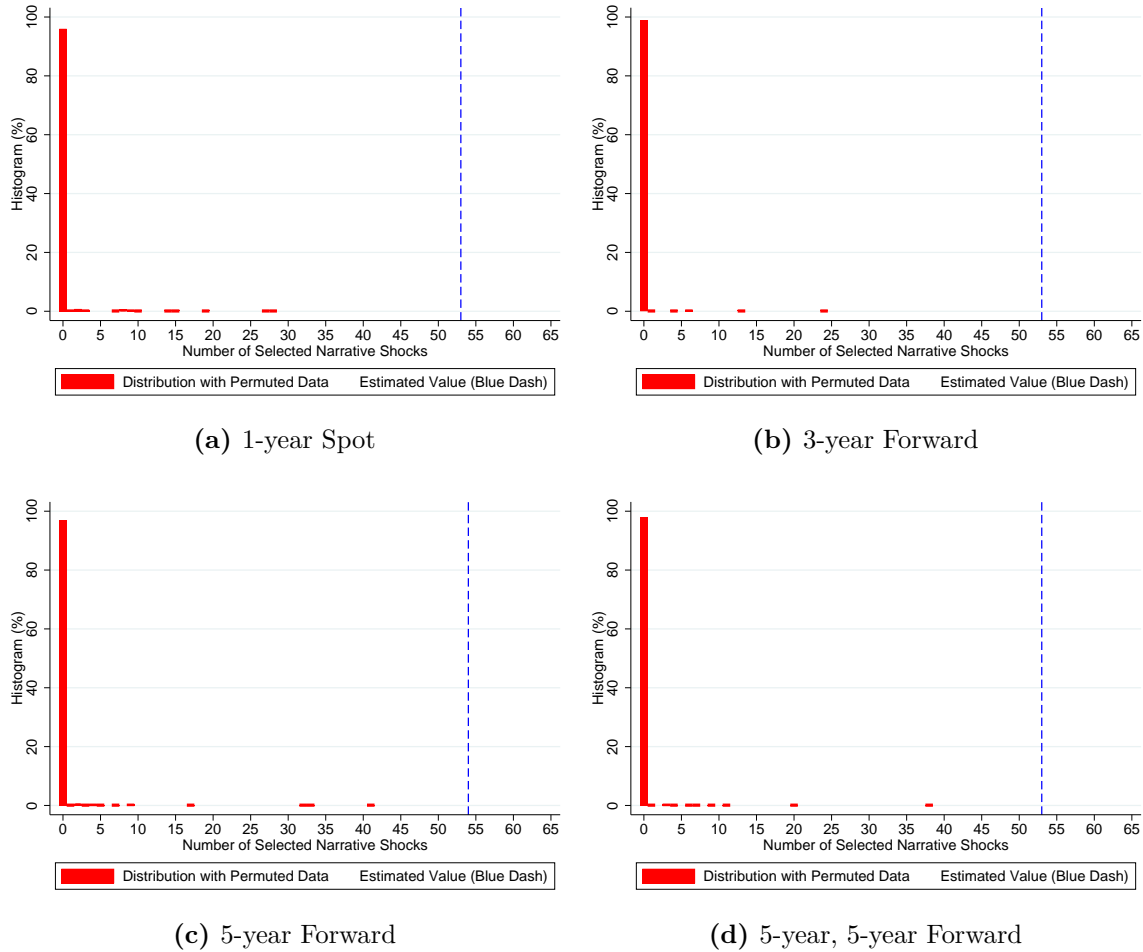 Histogram (%)
0 20 40 60 80 100
0 5 10 15 20 25 30 35 40 45 50 55 60 65
Number of Selected Narrative Shocks
Distribution with Permuted Data Estimated Value (Blue Dash)
(a) 1-year Spot
Histogram (%)
0 20 40 60 80 100
0 5 10 15 20 25 30 35 40 45 50 55 60 65
Number of Selected Narrative Shocks
Distribution with Permuted Data Estimated Value (Blue Dash)
(b) 3-year Forward
Histogram (%)
0 20 40 60 80 100
0 5 10 15 20 25 30 35 40 45 50 55 60 65
Number of Selected Narrative Shocks
Distribution with Permuted Data Estimated Value (Blue Dash)
(c) 5-year Forward
Histogram (%)
0 20 40 60 80 100
0 5 10 15 20 25 30 35 40 45 50 55 60 65
Number of Selected Narrative Shocks
Distribution with Permuted Data Estimated Value (Blue Dash)
(d) 5-year, 5-year Forward